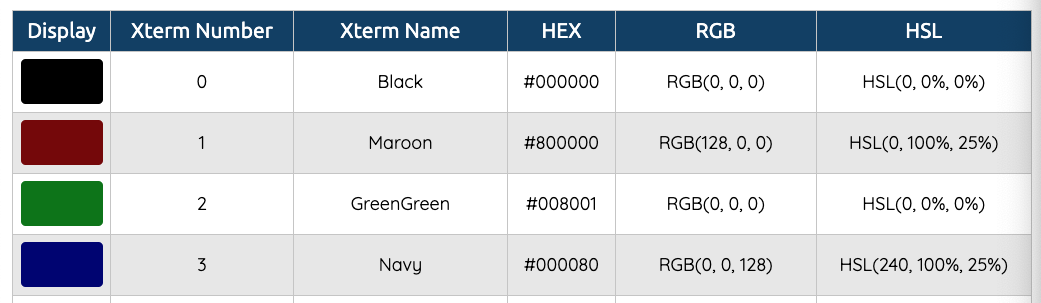 Display Xterm Number Xterm Name HEX RGB HSL
0 Black #000000 RGB(0, 0, 0) HSL(0, 0%, 0%)
1 Maroon #800000 RGB(128, 0, 0) HSL(0, 100%, 25%)
2 GreenGreen #008001 RGB(0, 0, 0) HSL(0, 0%, 0%)
3 Navy #000080 RGB(0, 0, 128) HSL(240, 100%, 25%)